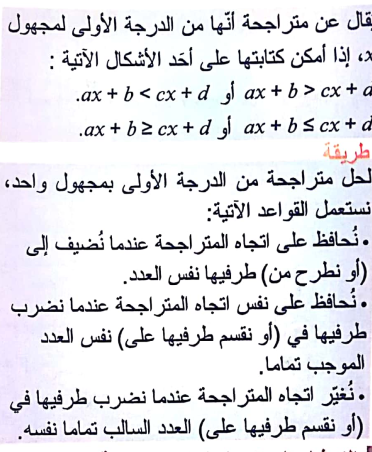 يقال عن متراجحة أنّها من الدرجة الأولى لمجهول
x، إذا أمكن كتابتها على أحَد الأشكال الآتية :
ax + b > cx + d أو ax + b < cx + d.
ax + b ≤ cx + d أو ax + b ≥ cx + d.
طريقة
لحل متراجحة من الدرجة الأولى بمجهول واحد،
نستعمل القواعد الآتية:
• نُحافظ على اتجاه المتراجحة عندما نُضيف إلى
(أو نطرح من) طرفيها نفس العدد.
• نُحافظ على نفس اتجاه المتراجحة عندما نضرب
طرفيها في (أو نقسم طرفيها على) نفس العدد
الموجب تماما.
• نُغيّر اتجاه المتراجحة عندما نضرب طرفيها في
(أو نقسم طرفيها على) العدد السالب تماما نفسه.